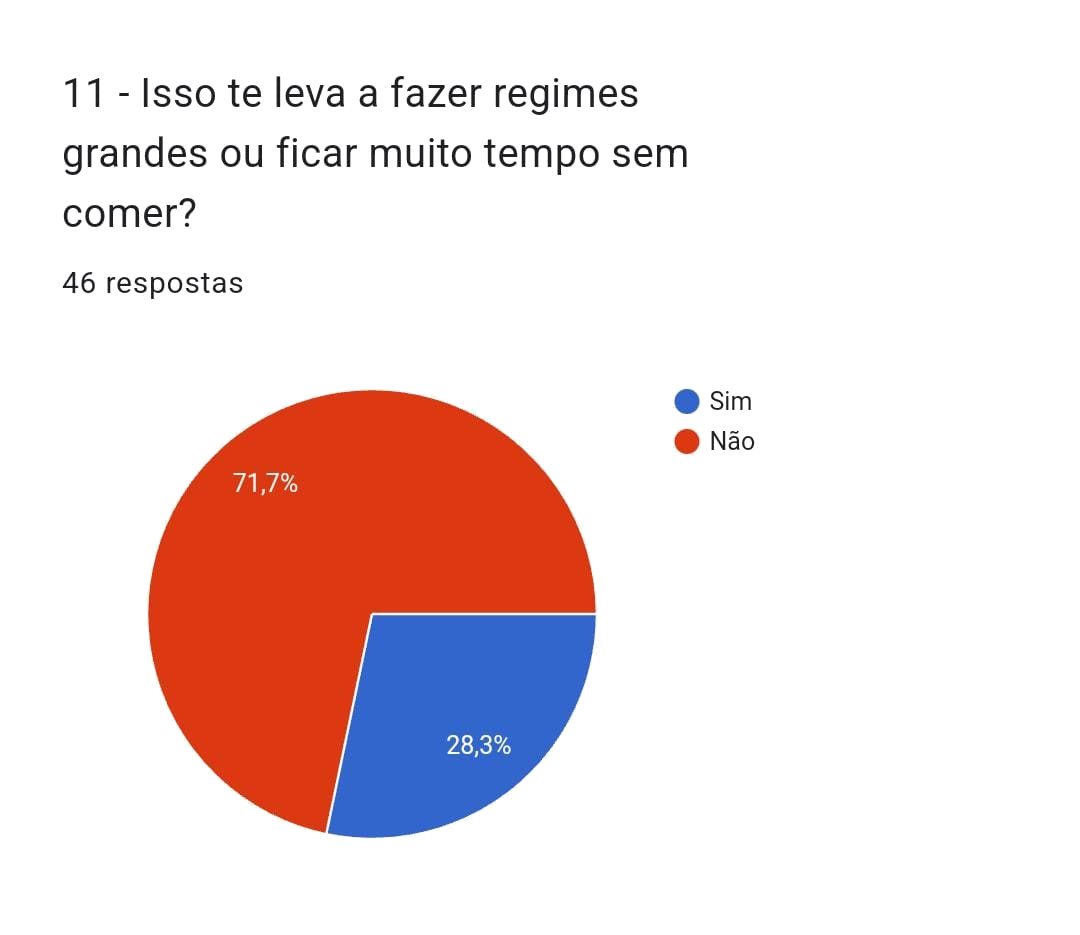 11 - Isso te leva a fazer regimes
grandes ou ficar muito tempo sem
comer?
46 respostas
Sim
Não
71,7%
28,3%